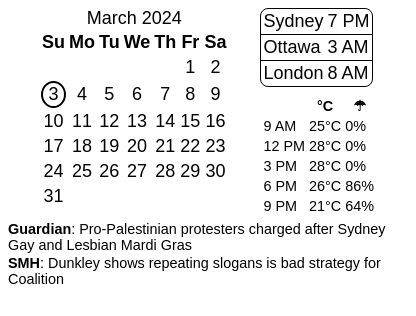 March 2024
Su Mo Tu We Th Fr Sa
1 2
3 4 5 6 7 8 9
10 11 12 13 14 15 16
17 18 19 20 21 22 23
24 25 26 27 28 29 30
31
Sydney 7 PM
Ottawa 3 AM
London 8 AM
°C ☂
9 AM 25°C 0%
12 PM 28°C 0%
3 PM 28°C 0%
6 PM 26°C 86%
9 PM 21°C 64%
Guardian: Pro-Palestinian protesters charged after Sydney
Gay and Lesbian Mardi Gras
SMH: Dunkley shows repeating slogans is bad strategy for
Coalition